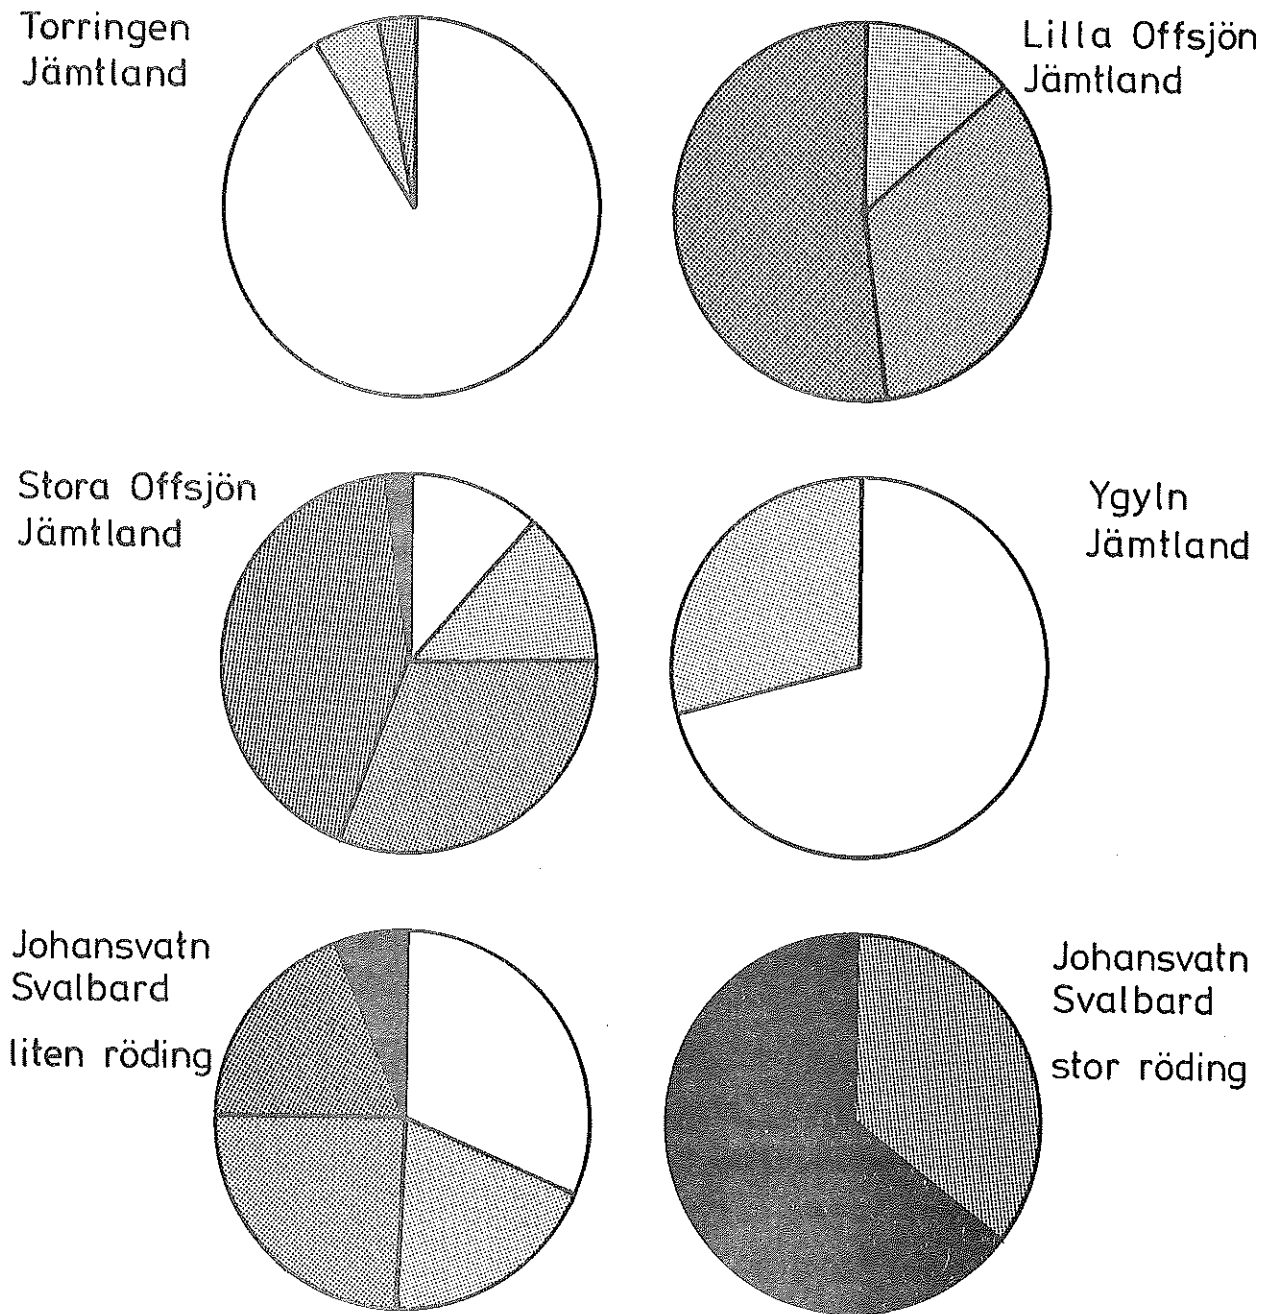 Torringen
Jämtland
Lilla Offsjön
Jämtland
Stora Offsjön
Jämtland
Ygyln
Jämtland
Johansvatn
Svalbard
liten röding
Johansvatn
Svalbard
stor röding